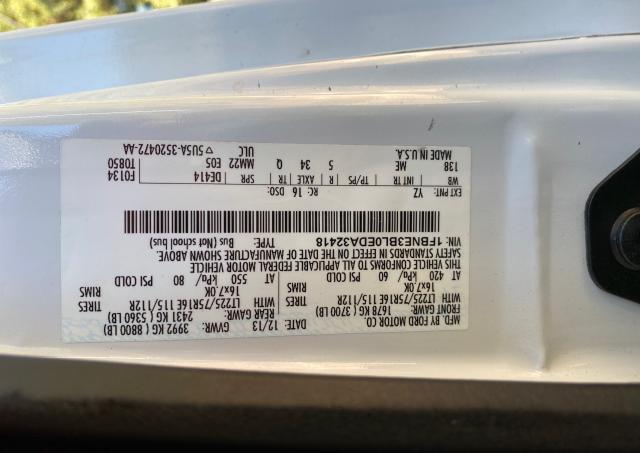 MFD. BY FORD MOTOR CO.
DATE: 12/13 GVWR: 3992 KG ( 8800 LB)
FRONT GAWR: 1678 KG ( 3700 LB) REAR GAWR: 2431 KG ( 5360 LB)
WITH LT225/75R16E 115/112R TIRES WITH LT225/75R16E 115/112R TIRES
16x7.0K RIMS 16x7.0K RIMS
AT 420 kPa/ 60 PSI COLD AT 550 kPa/ 80 PSI COLD
THIS VEHICLE CONFORMS TO ALL APPLICABLE FEDERAL MOTOR VEHICLE
SAFETY STANDARDS IN EFFECT ON THE DATE OF MANUFACTURE SHOWN ABOVE.
VIN: 1FBNE3BL0EDA32418 TYPE: Bus (Not school bus)
EXT PNT: YZ RC: 16 DSO:
WB INT TR TP/PS R AXLE TR SPR DE414 F0134
138 ME 5 34 Q MM22 E05 T0850
MADE IN U.S.A. ULC ▽ 5U5A-3520472-AA